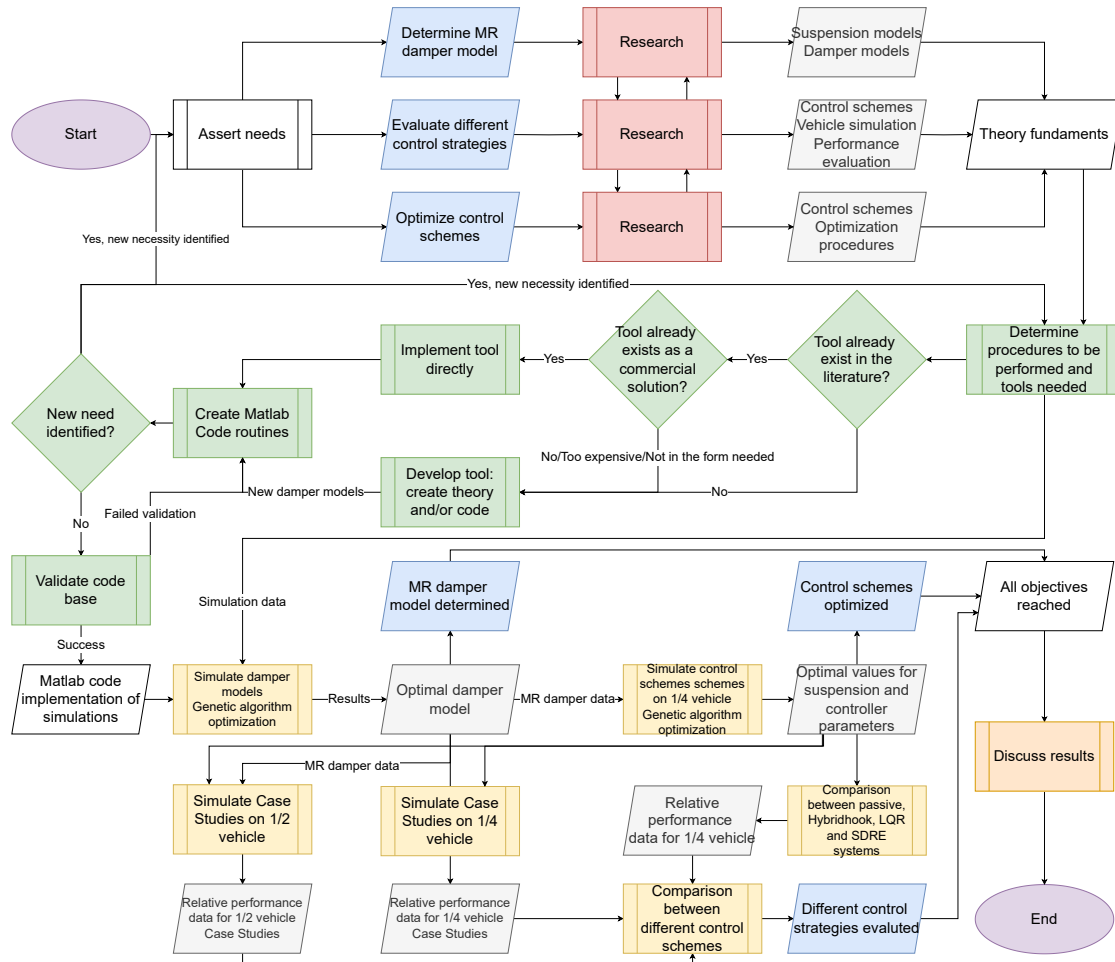 Determine MR
damper model
Research
Suspension models
Damper models
Start
Assert needs
Evaluate different
control strategies
Research
Control schemes
Vehicle simulation
Performance
evaluation
Theory fundaments
Optimize control
schemes
Research
Control schemes
Optimization
procedures
Yes, new necessity identified
Yes, new necessity identified
New need
identified?
Create Matlab
Code routines
Implement tool
directly
Yes
Tool already
exists as a
commercial
solution?
Yes
Tool already
exist in the
literature?
Determine
procedures to be
performed and
tools needed
No/Too expensive/Not in the form needed
No
Develop tool:
create theory
and/or code
New damper models
Failed validation
No
Validate code
base
Simulation data
MR damper
model determined
Control schemes
optimized
All objectives
reached
Success
Matlab code
implementation of
simulations
Simulate damper
models
Genetic algorithm
optimization
Results
Optimal damper
model
MR damper data
Simulate control
schemes schemes
on 1/4 vehicle
Genetic algorithm
optimization
Optimal values for
suspension and
controller
parameters
MR damper data
Discuss results
Simulate Case
Studies on 1/2
vehicle
Simulate Case
Studies on 1/4
vehicle
Relative
performance
data for 1/4 vehicle
Comparison
between passive,
Hybridhook, LQR
and SDRE
systems
Relative performance
data for 1/2 vehicle
Case Studies
Relative performance
data for 1/4 vehicle
Case Studies
Comparison
between
different control
schemes
Different control
strategies evaluted
End